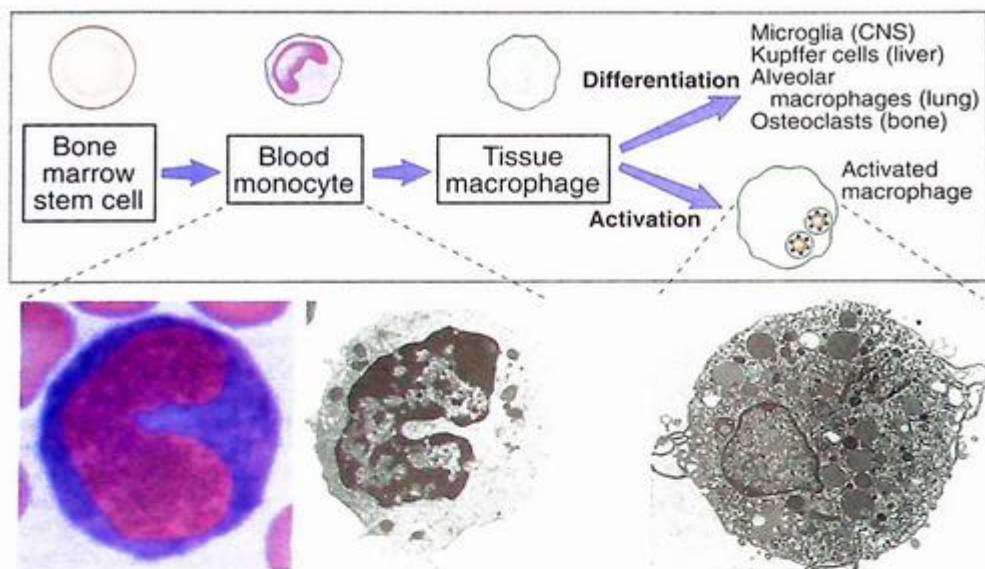 Bone
marrow
stem cell
Blood
monocyte
Tissue
macrophage
Differentiation
Microglia (CNS)
Kupffer cells (liver)
Alveolar
macrophages (lung)
Osteoclasts (bone)
Activation
Activated
macrophage